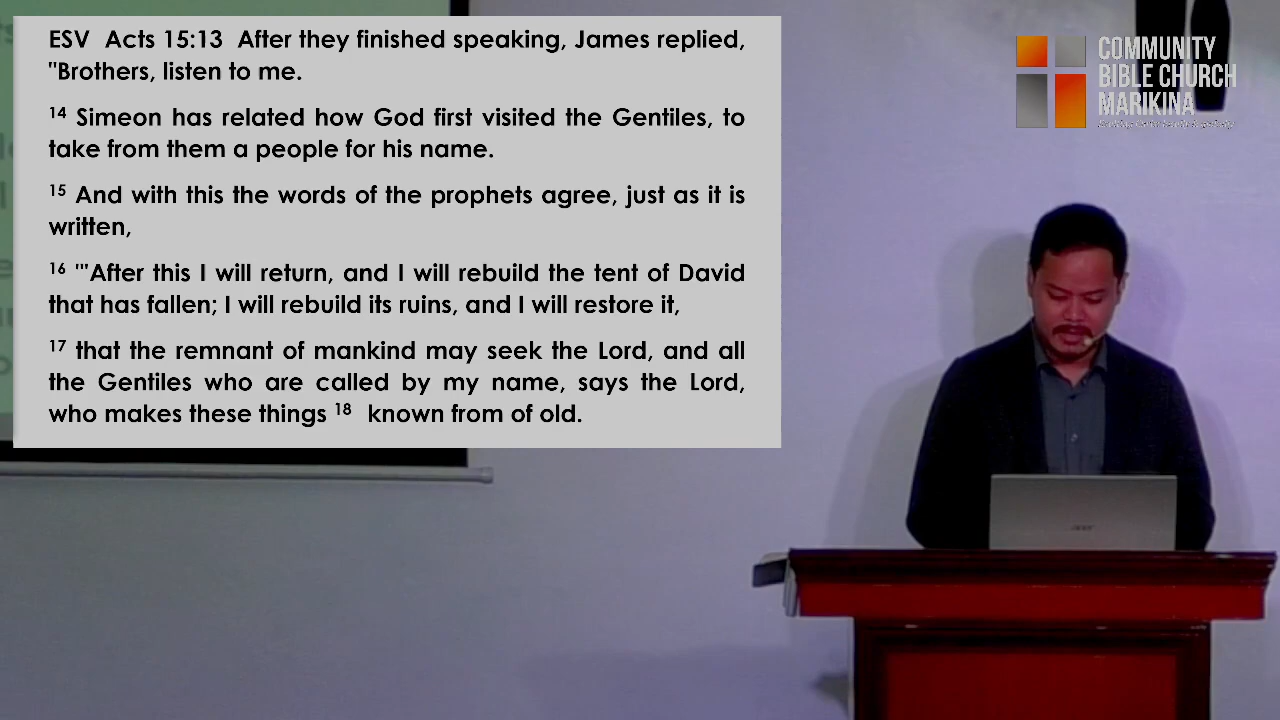 ESV Acts 15:13 After they finished speaking, James replied,
"Brothers, listen to me.
14 Simeon has related how God first visited the Gentiles, to
take from them a people for his name.
15 And with this the words of the prophets agree, just as it is
written,
16 "'After this I will return, and I will rebuild the tent of David
that has fallen; I will rebuild its ruins, and I will restore it,
17 that the remnant of mankind may seek the Lord, and all
the Gentiles who are called by my name, says the Lord,
who makes these things 18 known from of old.
COMMUNITY
BIBLE CHURCH
MARIKINA
acer